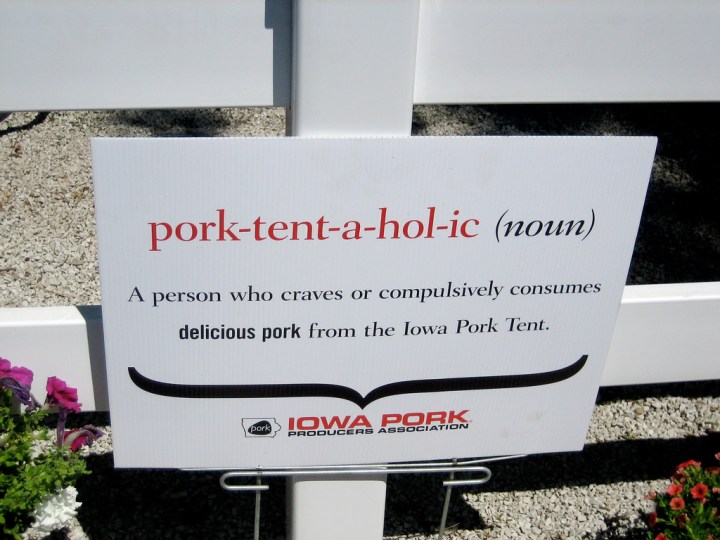 pork-tent-a-hol-ic (noun)
A person who craves or compulsively consumes
delicious pork from the Iowa Pork Tent.
pork IOWA PORK
PRODUCERS ASSOCIATION